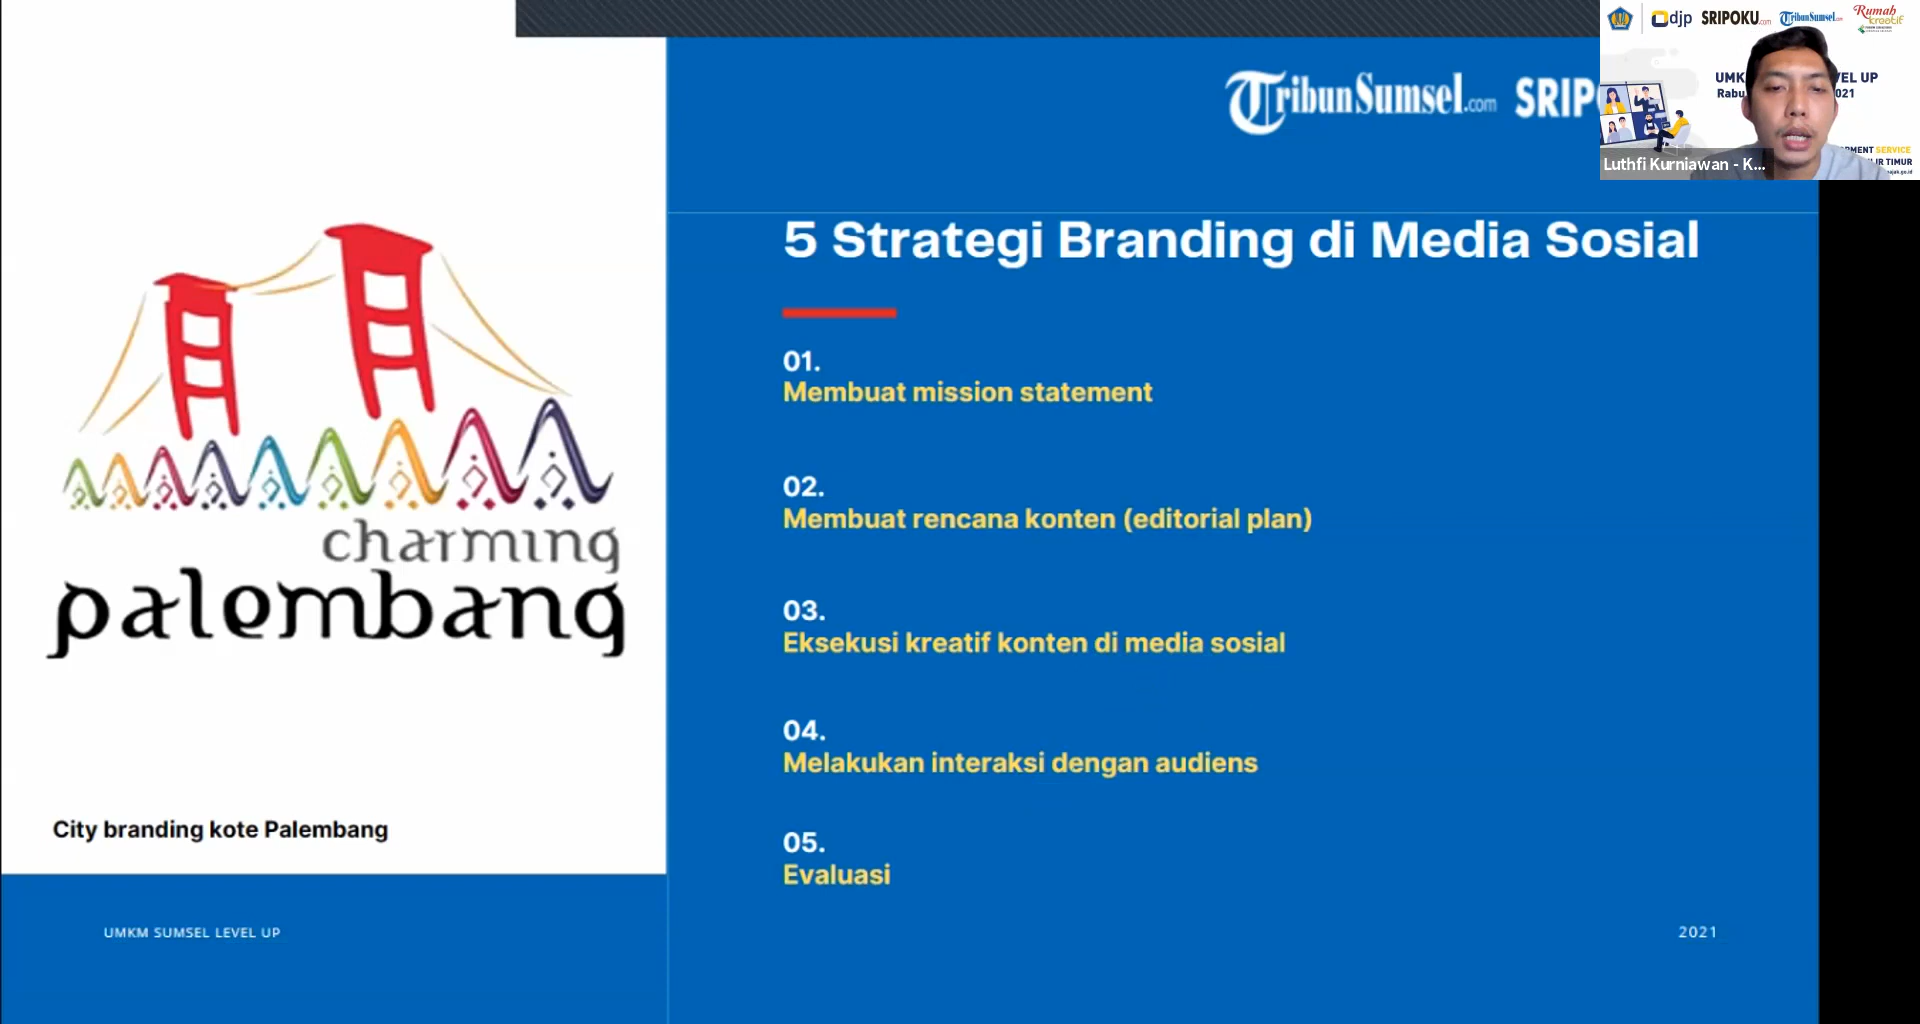 TribunSumsel.com
5 Strategi Branding di Media Sosial
01.
Membuat mission statement
02.
Membuat rencana konten (editorial plan)
03.
Eksekusi kreatif konten di media sosial
04.
Melakukan interaksi dengan audiens
05.
Evaluasi
charming
palembang
City branding kote Palembang
UMKM SUMSEL LEVEL UP
2021
djp
SRIPOKU.com
TribunSumsel.com
Rumah
kreatif
Luthfi Kurniawan - K...
SERVICE